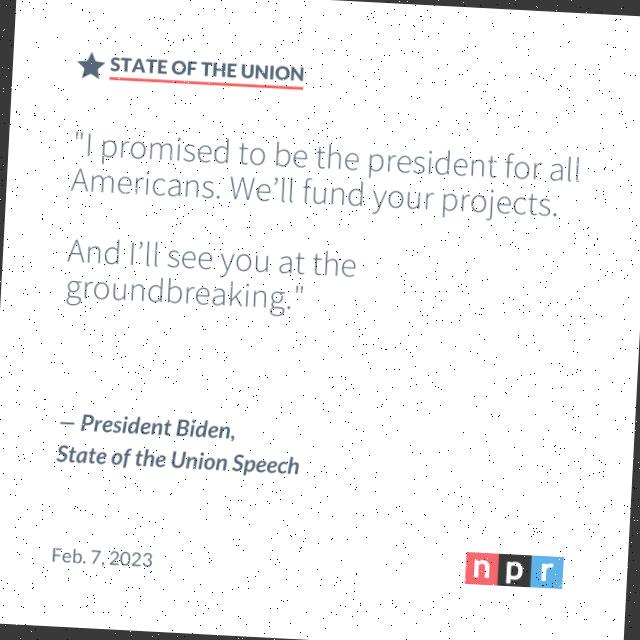 STATE OF THE UNION
"I promised to be the president for all
Americans. We’ll fund your projects.
And I’ll see you at the
groundbreaking."
— President Biden,
State of the Union Speech
Feb. 7, 2023
npr